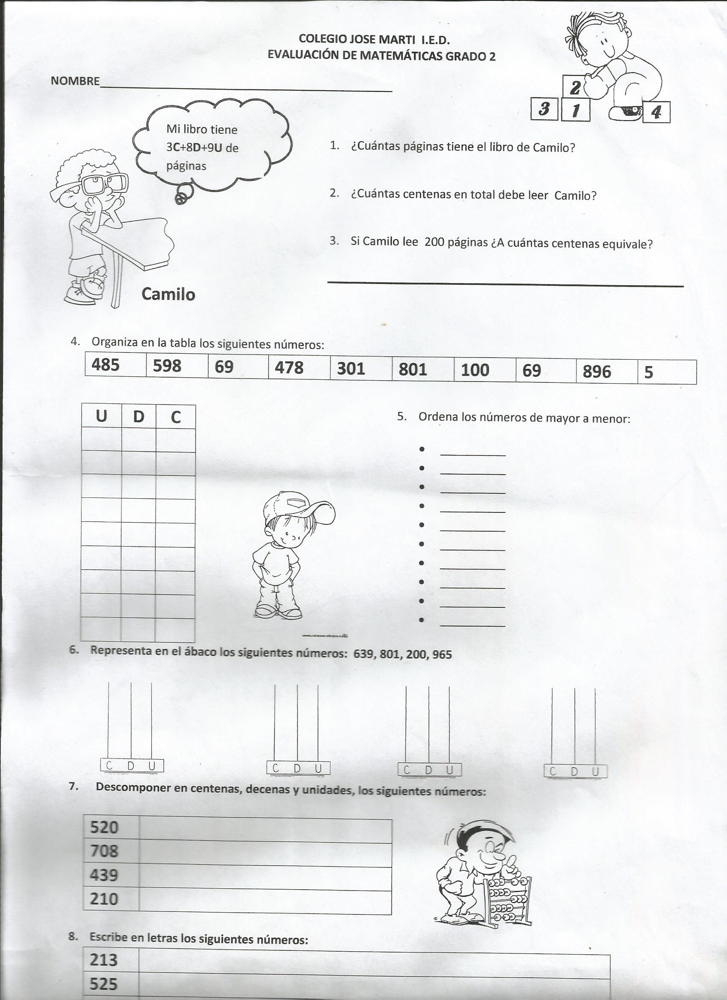 COLEGIO JOSE MARTI I.E.D.
EVALUACIÓN DE MATEMÁTICAS GRADO 2
NOMBRE
2
3 1 4
Mi libro tiene
3C+8D+9U de
páginas
Camilo
1. ¿Cuántas páginas tiene el libro de Camilo?
2. ¿Cuántas centenas en total debe leer Camilo?
3. Si Camilo lee 200 páginas ¿A cuántas centenas equivale?
4. Organiza en la tabla los siguientes números:
485 598 69 478 301 801 100 69 896 5
U D C
5. Ordena los números de mayor a menor:
6. Representa en el ábaco los siguientes números: 639, 801, 200, 965
C D U C D U C D U C D U
7. Descomponer en centenas, decenas y unidades, los siguientes números:
520
708
439
210
8. Escribe en letras los siguientes números:
213
525